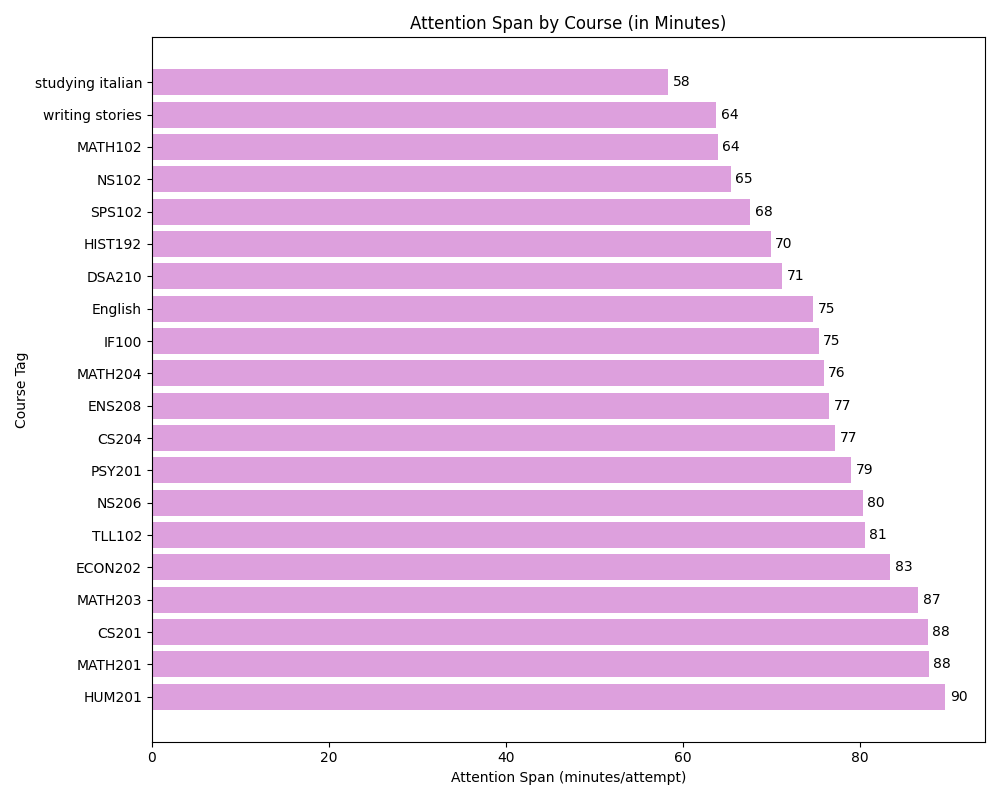 Attention Span by Course (in Minutes)
studying italian 58
writing stories 64
MATH102 64
NS102 65
SPS102 68
HIST192 70
DSA210 71
English 75
IF100 75
MATH204 76
ENS208 77
CS204 77
PSY201 79
NS206 80
TLL102 81
ECON202 83
MATH203 87
CS201 88
MATH201 88
HUM201 90
Course Tag
0 20 40 60 80
Attention Span (minutes/attempt)